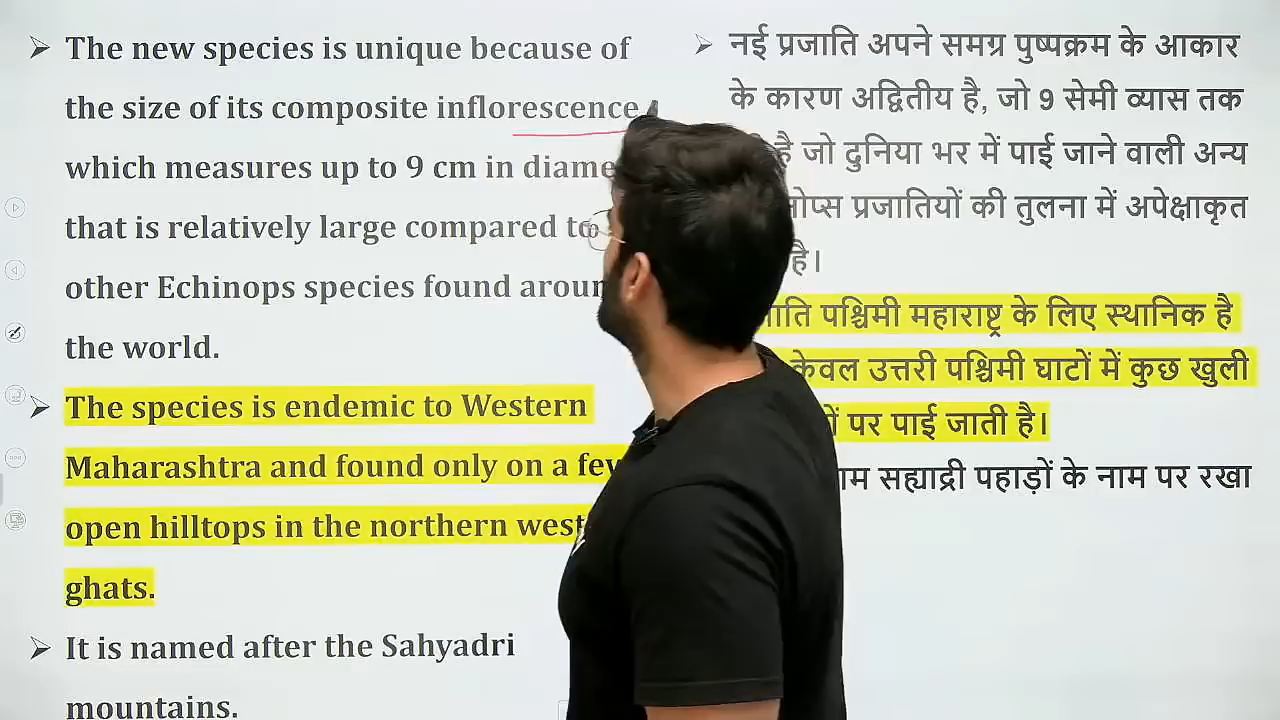 The new species is unique because of
the size of its composite inflorescence
which measures up to 9 cm in
that is relatively large compared to
other Echinops species found
the world.
The species is endemic to Western
Maharashtra and found only on a
open hilltops in the northern
ghats.
It is named after the Sahyadri
mountains.
नई प्रजाति अपने समग्र पुष्पक्रम के आकार
के कारण अद्वितीय है, जो 9 सेमी व्यास तक
है जो दुनिया भर में पाई जाने वाली अन्य
प्रजातियों की तुलना में अपेक्षाकृत
है।
पश्चिमी महाराष्ट्र के लिए स्थानिक है
केवल उत्तरी पश्चिमी घाटों में कुछ खुली
पर पाई जाती है।
सह्याद्री पहाड़ों के नाम पर रखा